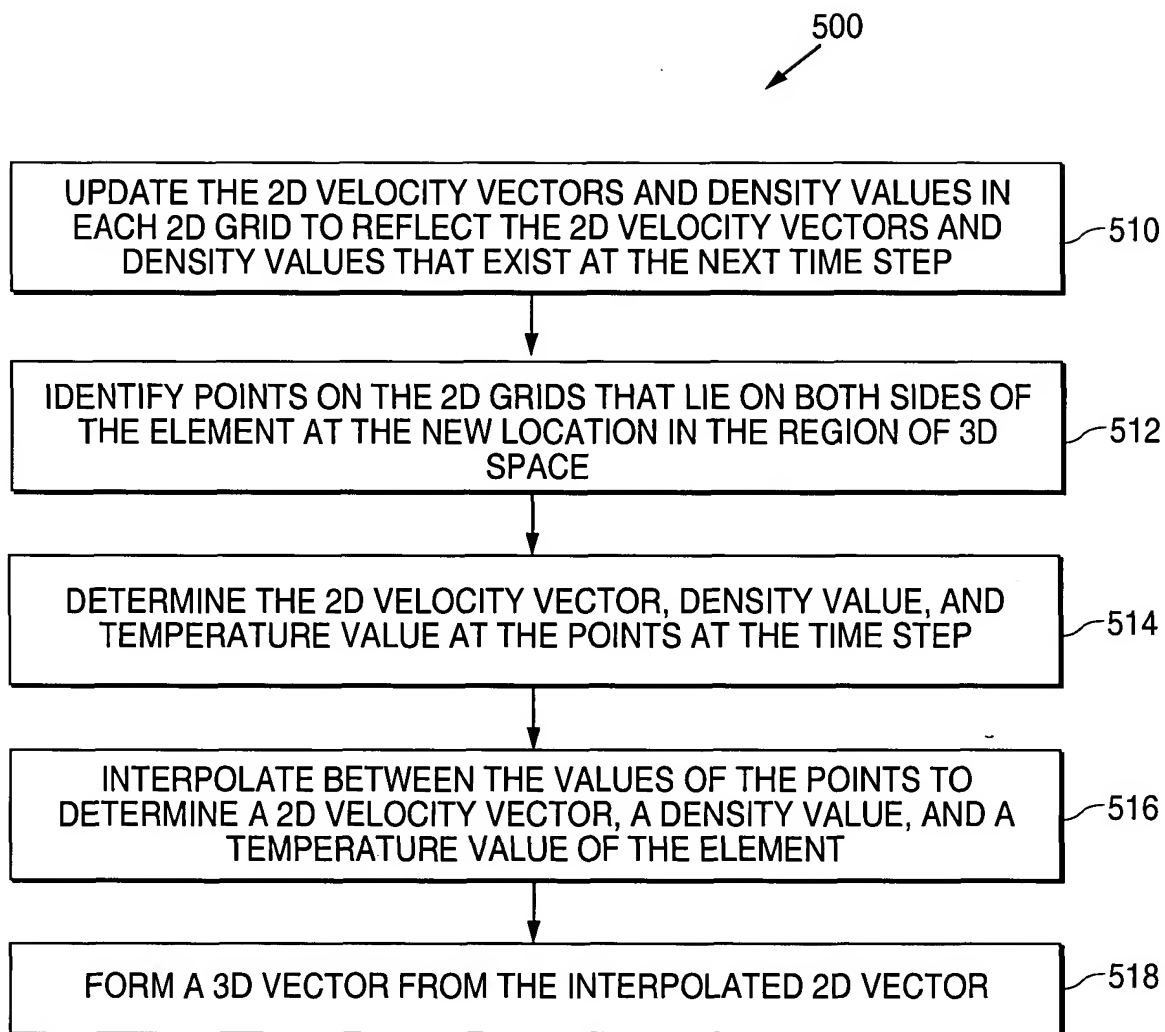 500
UPDATE THE 2D VELOCITY VECTORS AND DENSITY VALUES IN
EACH 2D GRID TO REFLECT THE 2D VELOCITY VECTORS AND
DENSITY VALUES THAT EXIST AT THE NEXT TIME STEP
510
IDENTIFY POINTS ON THE 2D GRIDS THAT LIE ON BOTH SIDES OF
THE ELEMENT AT THE NEW LOCATION IN THE REGION OF 3D
SPACE
512
DETERMINE THE 2D VELOCITY VECTOR, DENSITY VALUE, AND
TEMPERATURE VALUE AT THE POINTS AT THE TIME STEP
514
INTERPOLATE BETWEEN THE VALUES OF THE POINTS TO
DETERMINE A 2D VELOCITY VECTOR, A DENSITY VALUE, AND A
TEMPERATURE VALUE OF THE ELEMENT
516
FORM A 3D VECTOR FROM THE INTERPOLATED 2D VECTOR
518